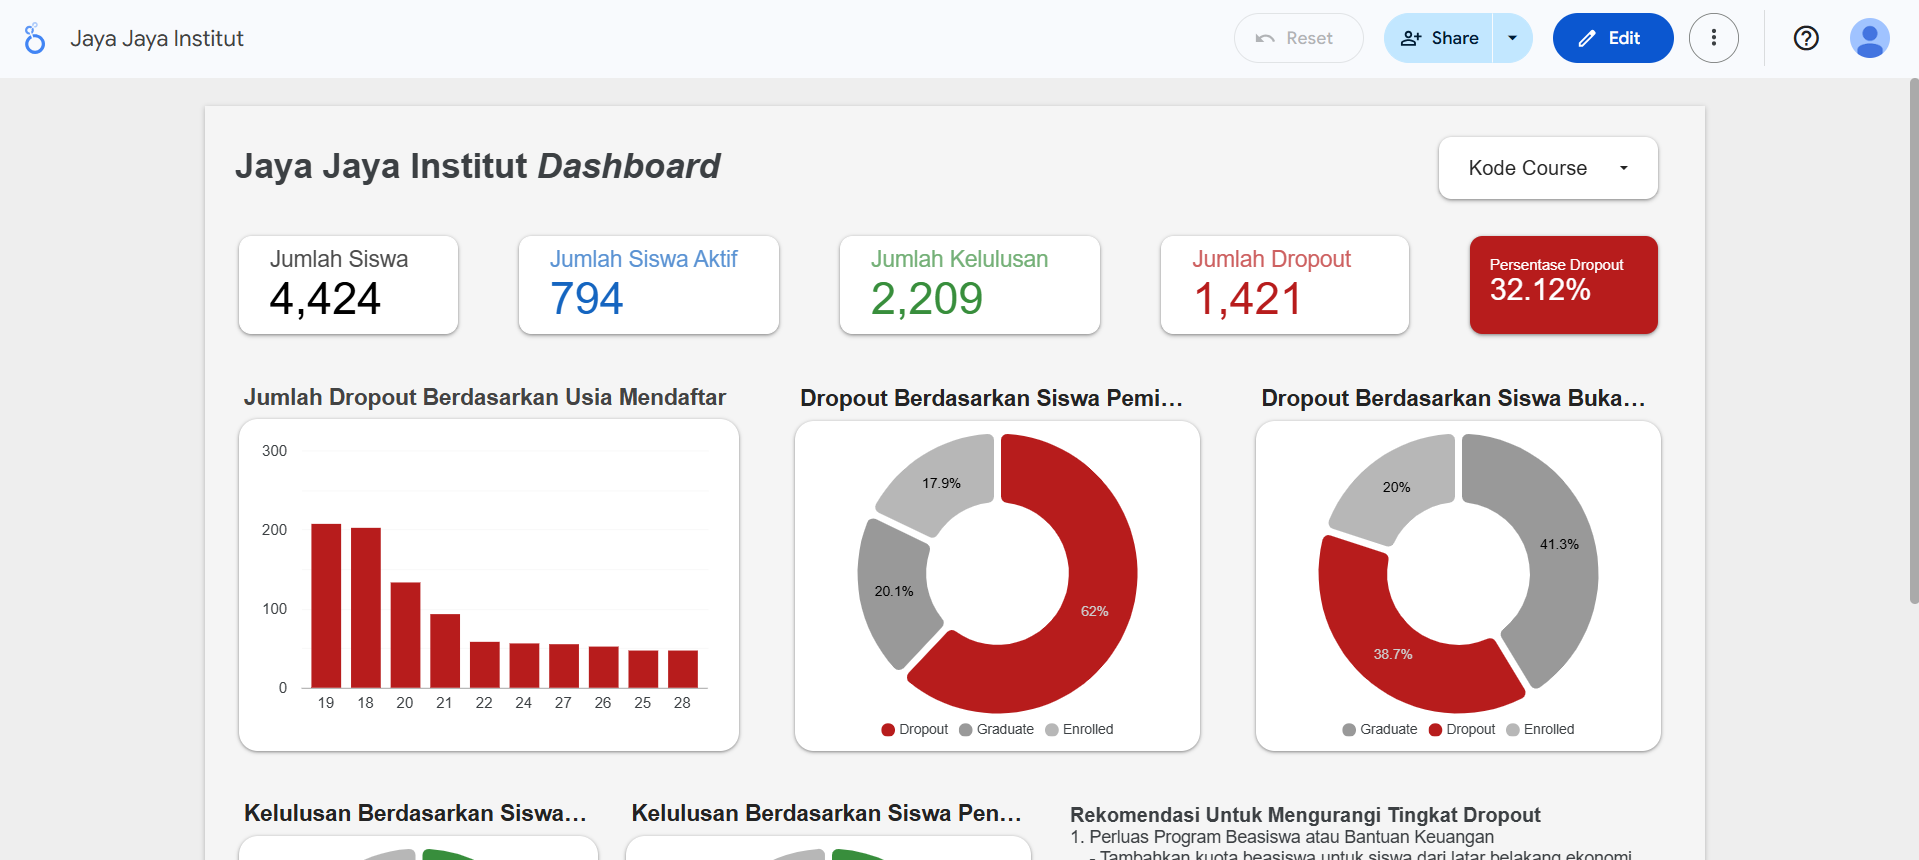 Jaya Jaya Institut
Reset
Share
Edit
Jaya Jaya Institut Dashboard
Kode Course
Jumlah Siswa
4,424
Jumlah Siswa Aktif
794
Jumlah Kelulusan
2,209
Jumlah Dropout
1,421
Persentase Dropout
32.12%
Jumlah Dropout Berdasarkan Usia Mendaftar
300
200
100
0
19 18 20 21 22 24 27 26 25 28
Dropout Berdasarkan Siswa Pemi...
17.9%
20.1%
62%
Dropout Graduate Enrolled
Dropout Berdasarkan Siswa Buka...
20%
41.3%
38.7%
Graduate Dropout Enrolled
Kelulusan Berdasarkan Siswa...
Kelulusan Berdasarkan Siswa Pen...
Rekomendasi Untuk Mengurangi Tingkat Dropout
1. Perluas Program Beasiswa atau Bantuan Keuangan
- Tambahkan kuota beasiswa untuk siswa dari latar belakang ekonomi